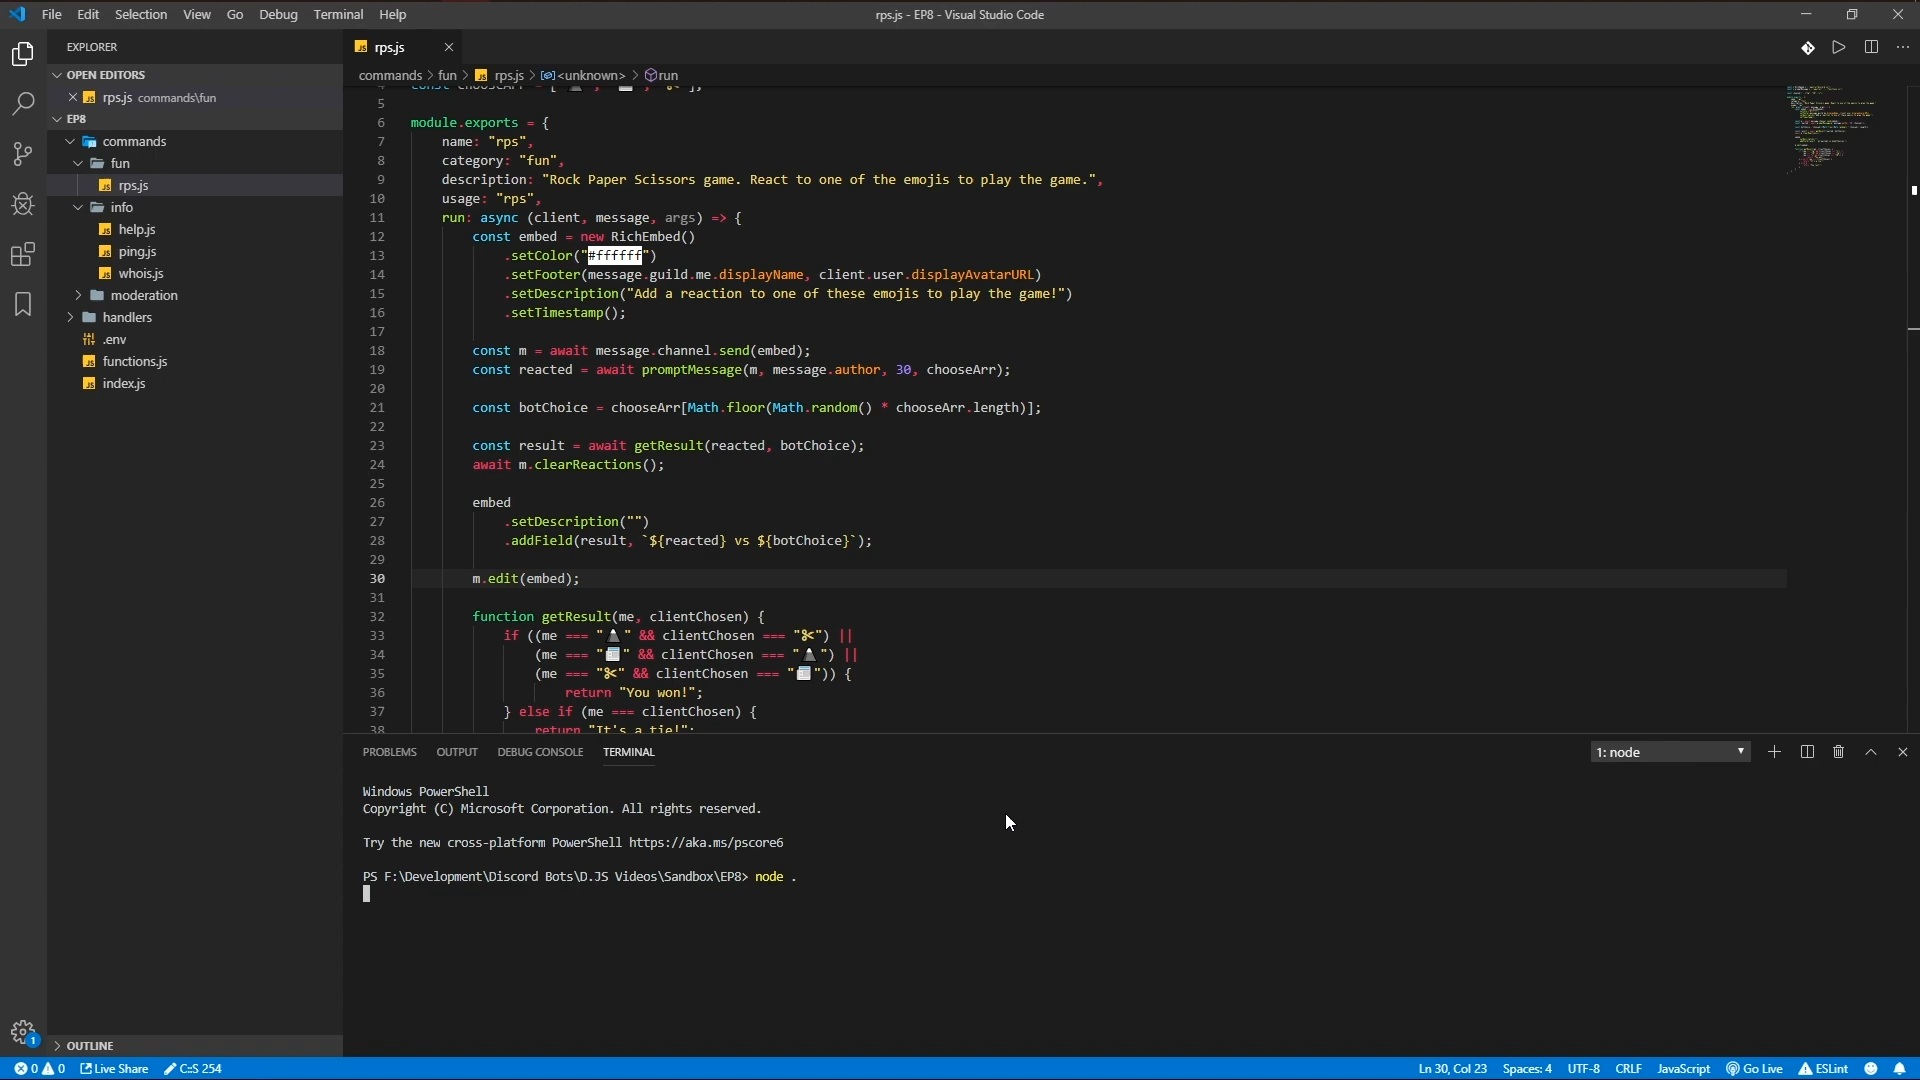 File Edit Selection View Go Debug Terminal Help
rps.js - EP8 - Visual Studio Code
EXPLORER
OPEN EDITORS
rps.js commands\fun
EP8
commands
fun
rps.js
info
help.js
ping.js
whois.js
moderation
handlers
.env
functions.js
index.js
OUTLINE
rps.js
commands > fun > rps.js > <unknown> > run
5
6 module.exports = {
7 name: "rps",
8 category: "fun",
9 description: "Rock Paper Scissors game. React to one of the emojis to play the game.",
10 usage: "rps",
11 run: async (client, message, args) => {
12 const embed = new RichEmbed()
13 .setColor("#ffffff")
14 .setFooter(message.guild.me.displayName, client.user.displayAvatarURL)
15 .setDescription("Add a reaction to one of these emojis to play the game!")
16 .setTimestamp();
17
18 const m = await message.channel.send(embed);
19 const reacted = await promptMessage(m, message.author, 30, chooseArr);
20
21 const botChoice = chooseArr[Math.floor(Math.random() * chooseArr.length)];
22
23 const result = await getResult(reacted, botChoice);
24 await m.clearReactions();
25
26 embed
27 .setDescription("")
28 .addField(result, `${reacted} vs ${botChoice}`);
29
30 m.edit(embed);
31
32 function getResult(me, clientChosen) {
33 if ((me === "🗻" && clientChosen === "✂") ||
34 (me === "📰" && clientChosen === "🗻") ||
35 (me === "✂" && clientChosen === "📰")) {
36 return "You won!";
37 } else if (me === clientChosen) {
38 return "It's a tie!";
PROBLEMS OUTPUT DEBUG CONSOLE TERMINAL
1: node
Windows PowerShell
Copyright (C) Microsoft Corporation. All rights reserved.
Try the new cross-platform PowerShell https://aka.ms/pscore6
PS F:\Development\Discord Bots\D.JS Videos\Sandbox\EP8> node .
1
0 0 Live Share C:S 254
Ln 30, Col 23 Spaces: 4 UTF-8 CRLF JavaScript Go Live ESLint